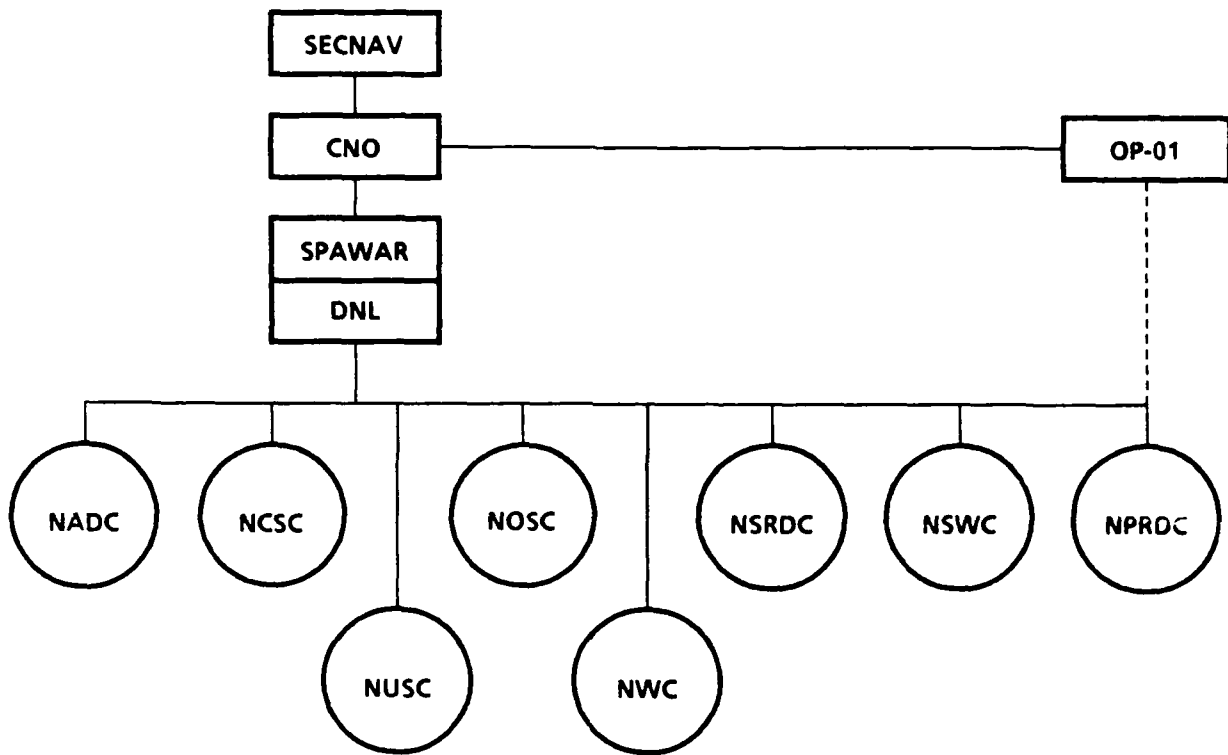 SECNAV
CNO
OP-01
SPAWAR
DNL
NADC
NCSC
NOSC
NSRDC
NSWC
NPRDC
NUSC
NWC